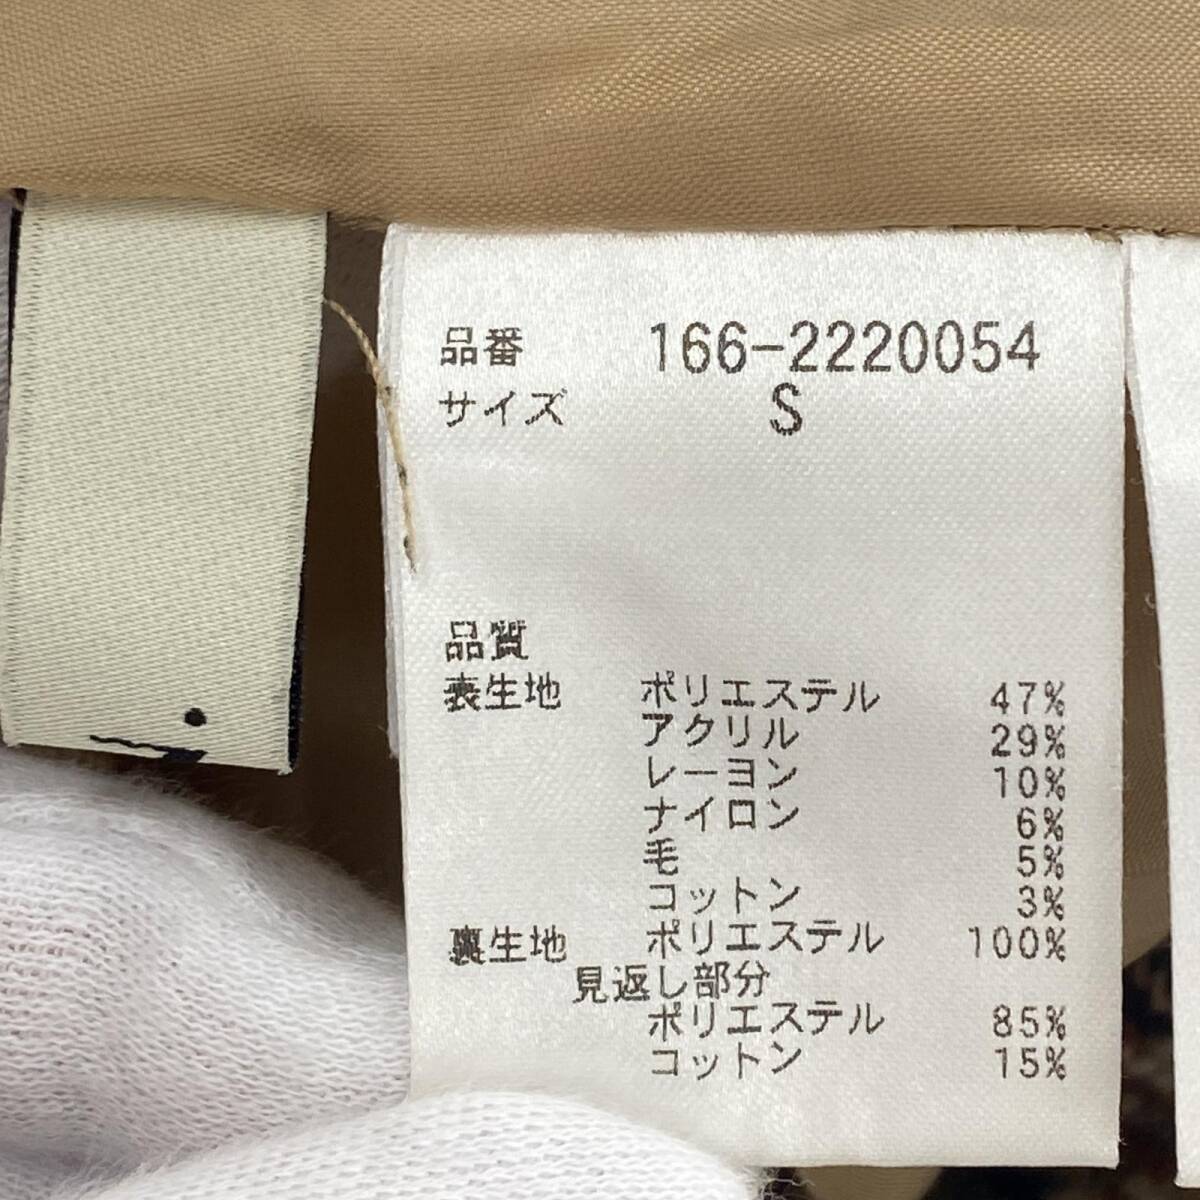 品番 166-2220054
サイズ S
品質
表生地 ポリエステル 47%
アクリル 29%
レーヨン 10%
ナイロン 6%
毛 5%
コットン 3%
裏生地 ポリエステル 100%
見返し部分
ポリエステル 85%
コットン 15%